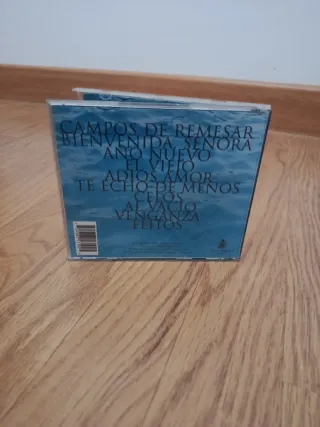 CAMPOS DE REMESAR
BIENVENIDA, SEÑORA
AÑO NUEVO
EL VIEJO
ADIOS AMOR
TE ECHO DE MENOS
CELOS
AL VACIO
VENGANZA
FEITOS